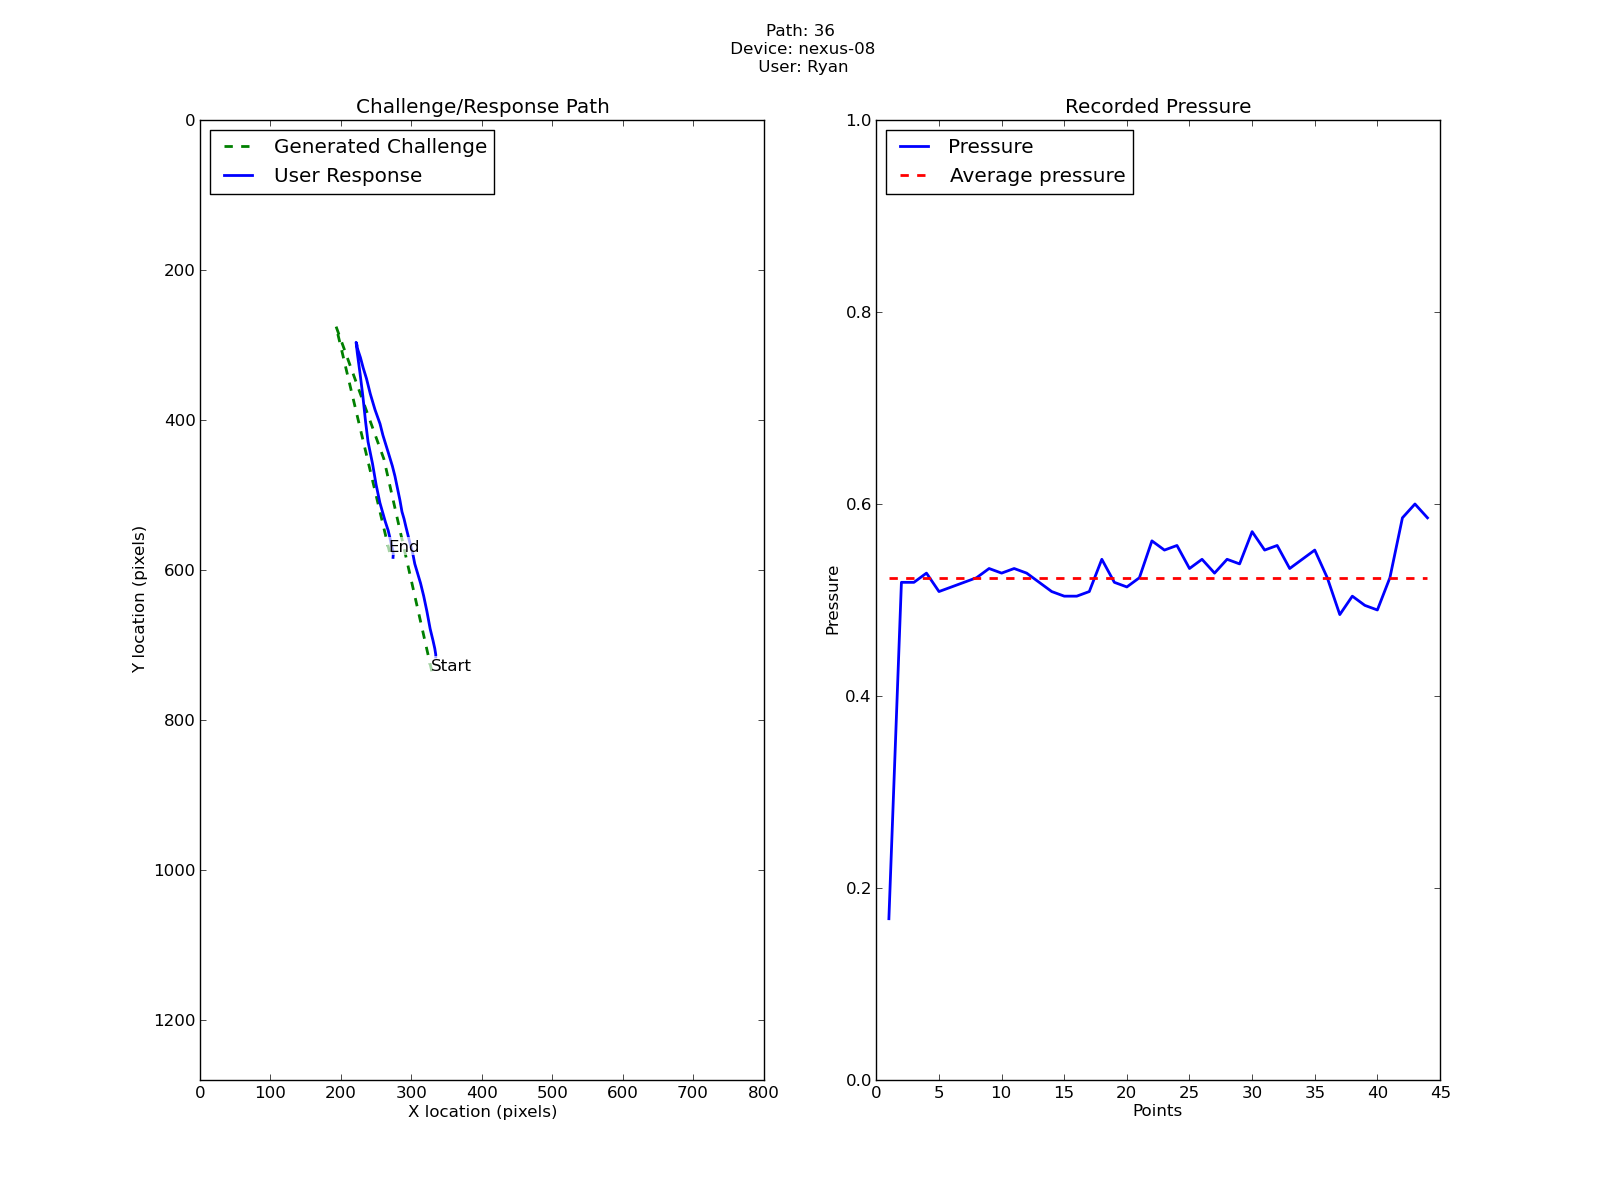 Path: 36
Device: nexus-08
User: Ryan
Challenge/Response Path
Generated Challenge
User Response
0
200
400
600
800
1000
1200
Y location (pixels)
End
Start
0 100 200 300 400 500 600 700 800
X location (pixels)
Recorded Pressure
Pressure
Average pressure
1.0
0.8
0.6
0.4
0.2
0.0
Pressure
0 5 10 15 20 25 30 35 40 45
Points